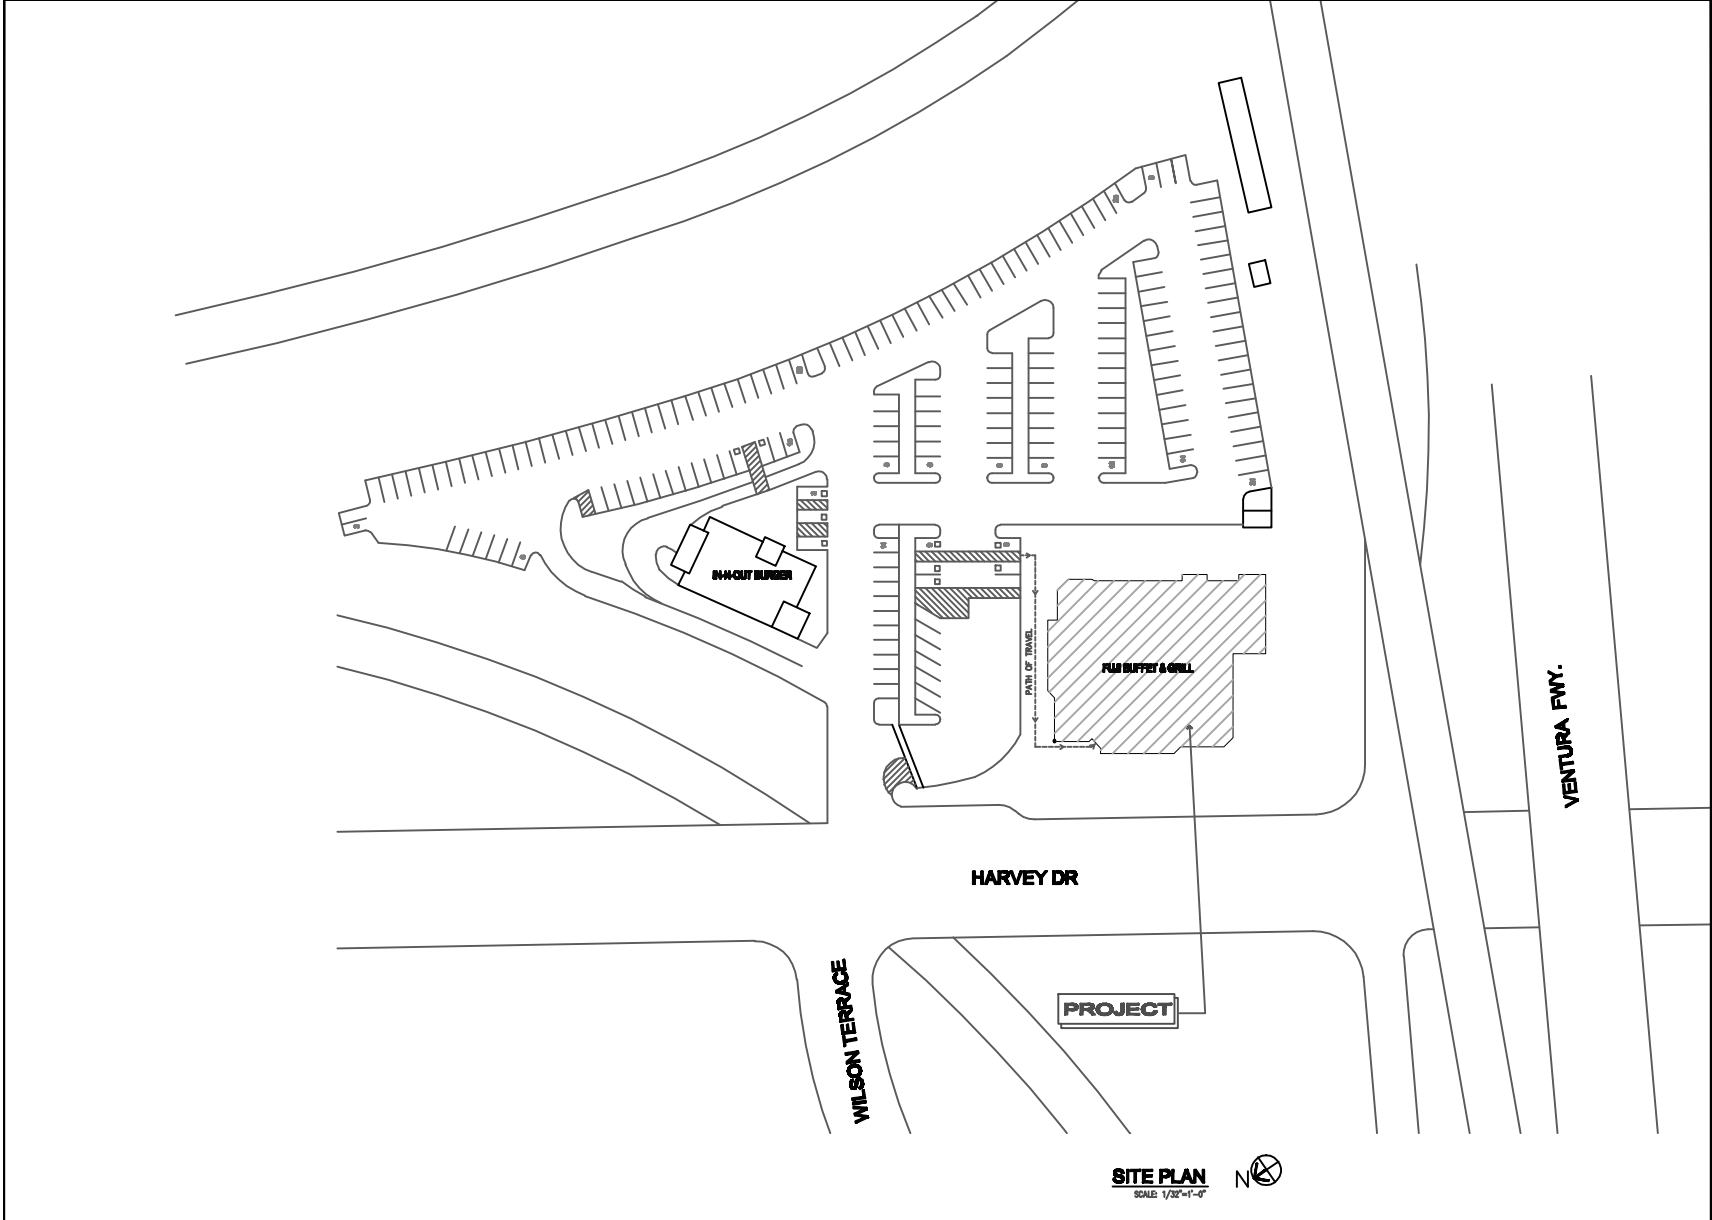 IN-N-OUT BURGER
PATH OF TRAVEL
FUJI BUFFET & GRILL
VENTURA FWY.
HARVEY DR
WILSON TERRACE
PROJECT
SITE PLAN
N
SCALE: 1/32"=1'-0"